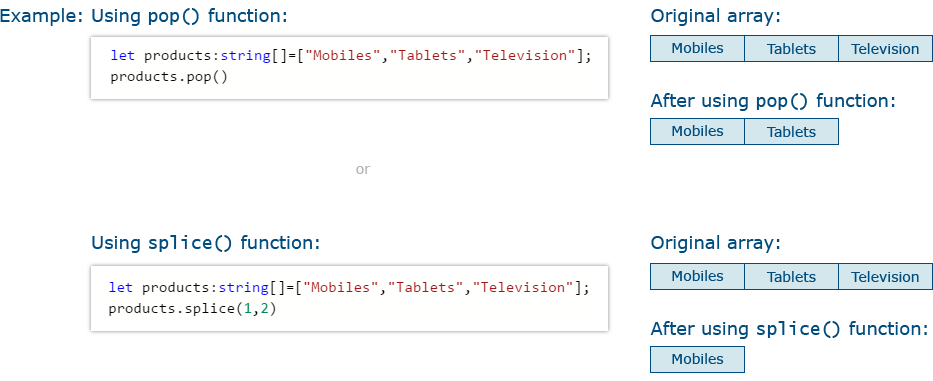 Example: Using pop() function:
let products:string[]=["Mobiles","Tablets","Television"];
products.pop()
Original array:
Mobiles Tablets Television
After using pop() function:
Mobiles Tablets
or
Using splice() function:
let products:string[]=["Mobiles","Tablets","Television"];
products.splice(1,2)
Original array:
Mobiles Tablets Television
After using splice() function:
Mobiles